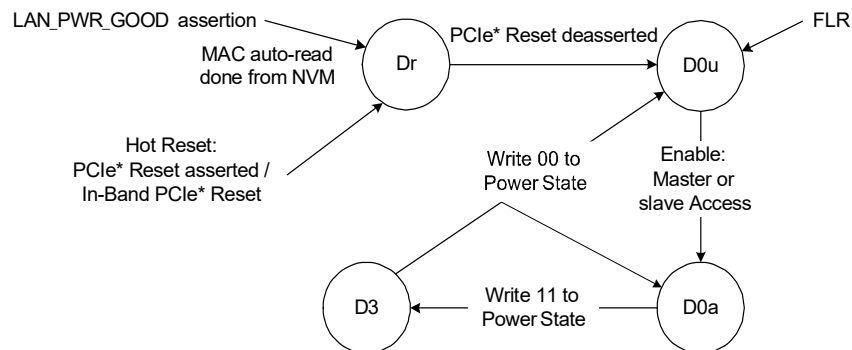 LAN_PWR_GOOD assertion
MAC auto-read
done from NVM
Dr
PCIe* Reset deasserted
D0u
FLR
Hot Reset:
PCIe* Reset asserted /
In-Band PCIe* Reset
Write 00 to
Power State
Enable:
Master or
slave Access
D3
Write 11 to
Power State
D0a